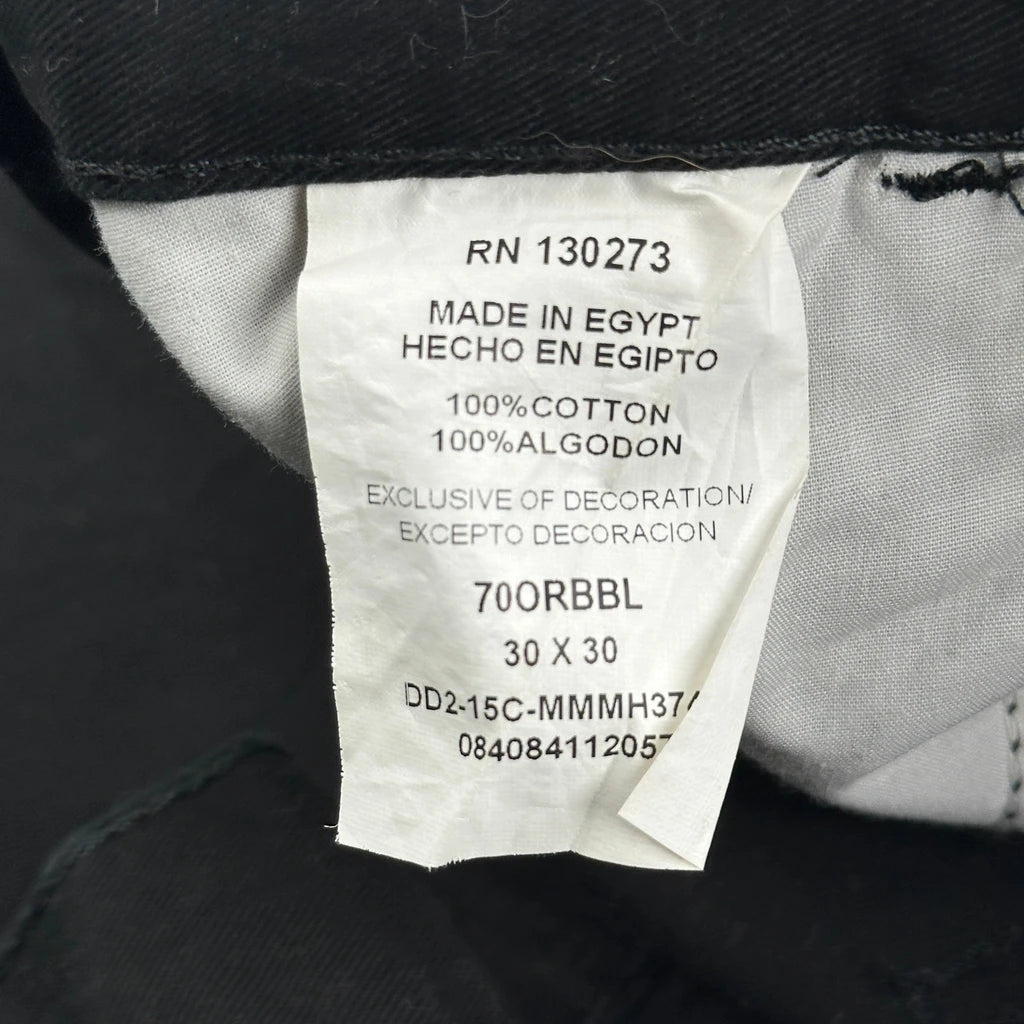 RN 130273
MADE IN EGYPT
HECHO EN EGIPTO
100%COTTON
100%ALGODON
EXCLUSIVE OF DECORATION/
EXCEPTO DECORACION
70ORBBL
30 X 30